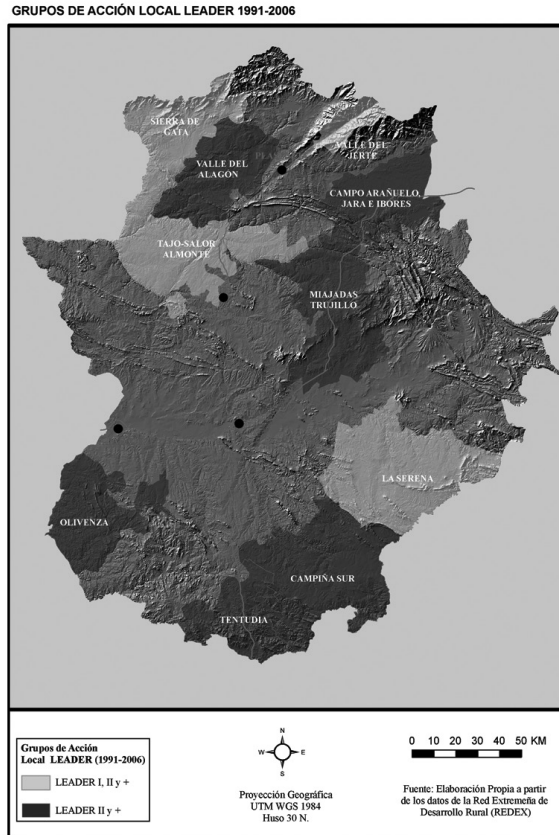 GRUPOS DE ACCIÓN LOCAL LEADER 1991-2006
SIERRA DE
GATA
VALLE DEL
JERTE
VALLE DEL
ALAGÓN
CAMPO ARAÑUELO,
JARA E IBORES
TAJO-SALOR
ALMONTE
MIAJADAS
TRUJILLO
LA SERENA
OLIVENZA
CAMPIÑA SUR
TENTUDIA
Grupos de Acción
Local LEADER (1991-2006)
LEADER I, II y +
LEADER II y +
N
W E
S
Proyección Geográfica
UTM WGS 1984
Huso 30 N.
0 10 20 30 40 50 KM
Fuente: Elaboración Propia a partir
de los datos de la Red Extremeña de
Desarrollo Rural (REDEX)